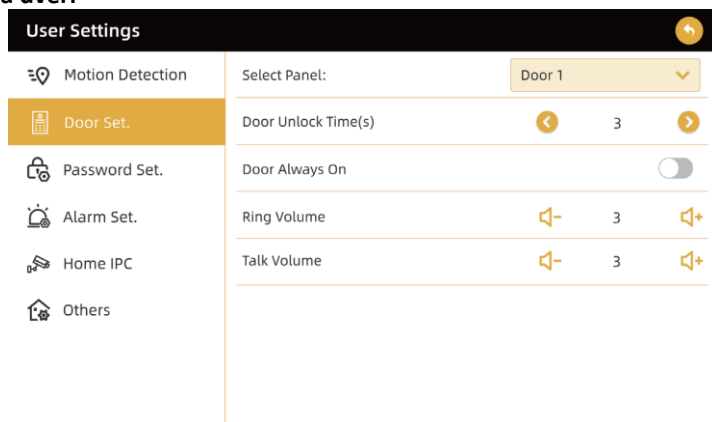 User Settings
Motion Detection
Door Set.
Password Set.
Alarm Set.
Home IPC
Others
Select Panel: Door 1
Door Unlock Time(s) 3
Door Always On
Ring Volume 3
Talk Volume 3